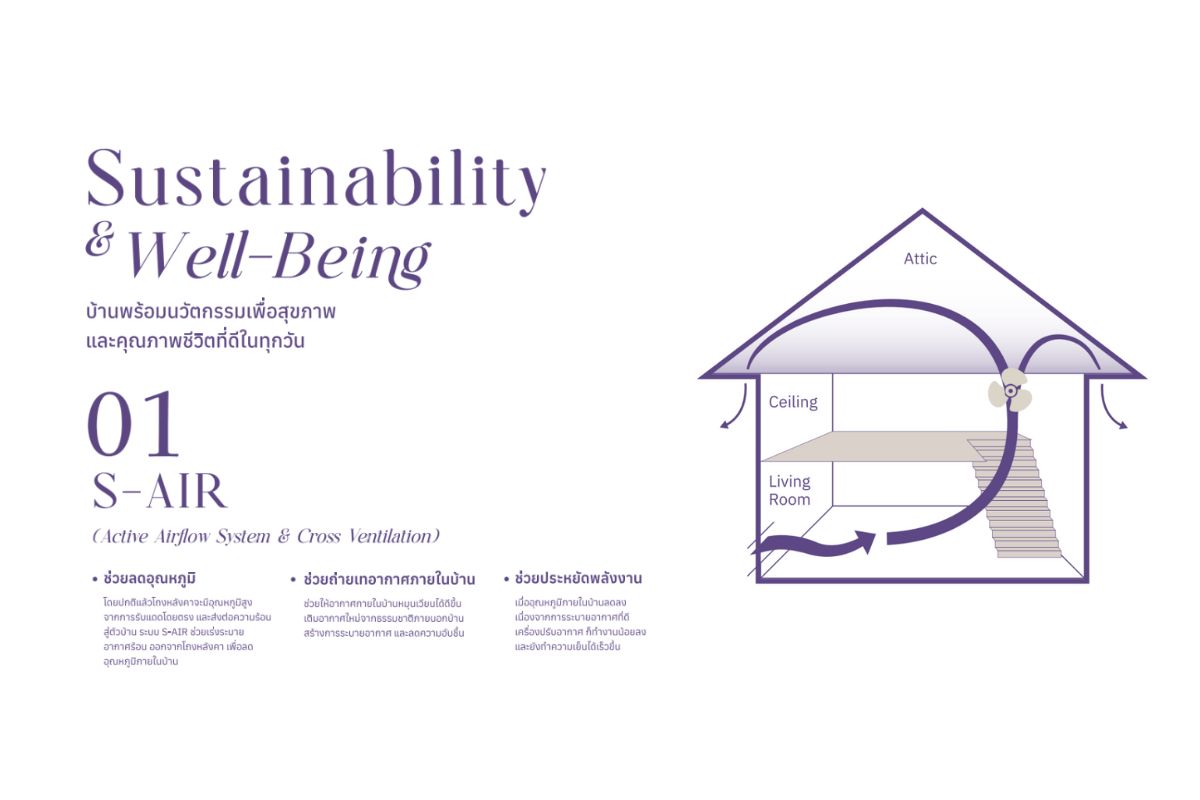 Sustainability
& Well-Being
บ้านพร้อมนวัตกรรมเพื่อสุขภาพ
และคุณภาพชีวิตที่ดีในทุกวัน
01
S-AIR
(Active Airflow System & Cross Ventilation)
• ช่วยลดอุณหภูมิ
โดยปกติแล้วโถงหลังคาจะมีอุณหภูมิสูง
จากการรับแดดโดยตรง และส่งต่อความร้อน
สู่ตัวบ้าน ระบบ S-AIR ช่วยเร่งระบาย
อากาศร้อน ออกจากโถงหลังคา เพื่อลด
อุณหภูมิภายในบ้าน
• ช่วยถ่ายเทอากาศภายในบ้าน
ช่วยให้อากาศภายในบ้านหมุนเวียนได้ดีขึ้น
เติมอากาศใหม่จากธรรมชาติภายนอกบ้าน
สร้างการระบายอากาศ และลดความอับชื้น
• ช่วยประหยัดพลังงาน
เมื่ออุณหภูมิภายในบ้านลดลง
เนื่องจากการระบายอากาศที่ดี
เครื่องปรับอากาศ ก็ทำงานน้อยลง
และยังทำความเย็นได้เร็วขึ้น
Attic
Ceiling
Living
Room